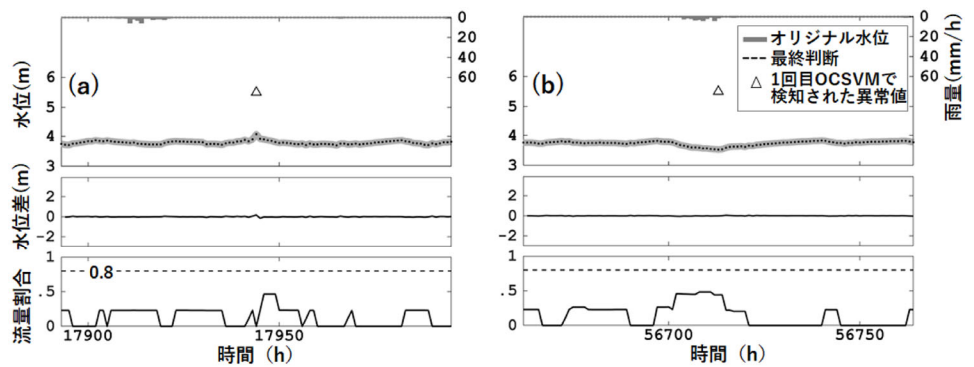 (a)
水位(m)
6
5
4
3
0
20
40
60
水位差(m)
2
0
-2
流量割合
1
.5
0
0.8
17900
17950
時間 (h)
(b)
オリジナル水位
最終判断
1回目OCSVMで
検知された異常値
6
5
4
3
0
20
40
60
雨量(mm/h)
2
0
-2
1
.5
0
56700
56750
時間 (h)